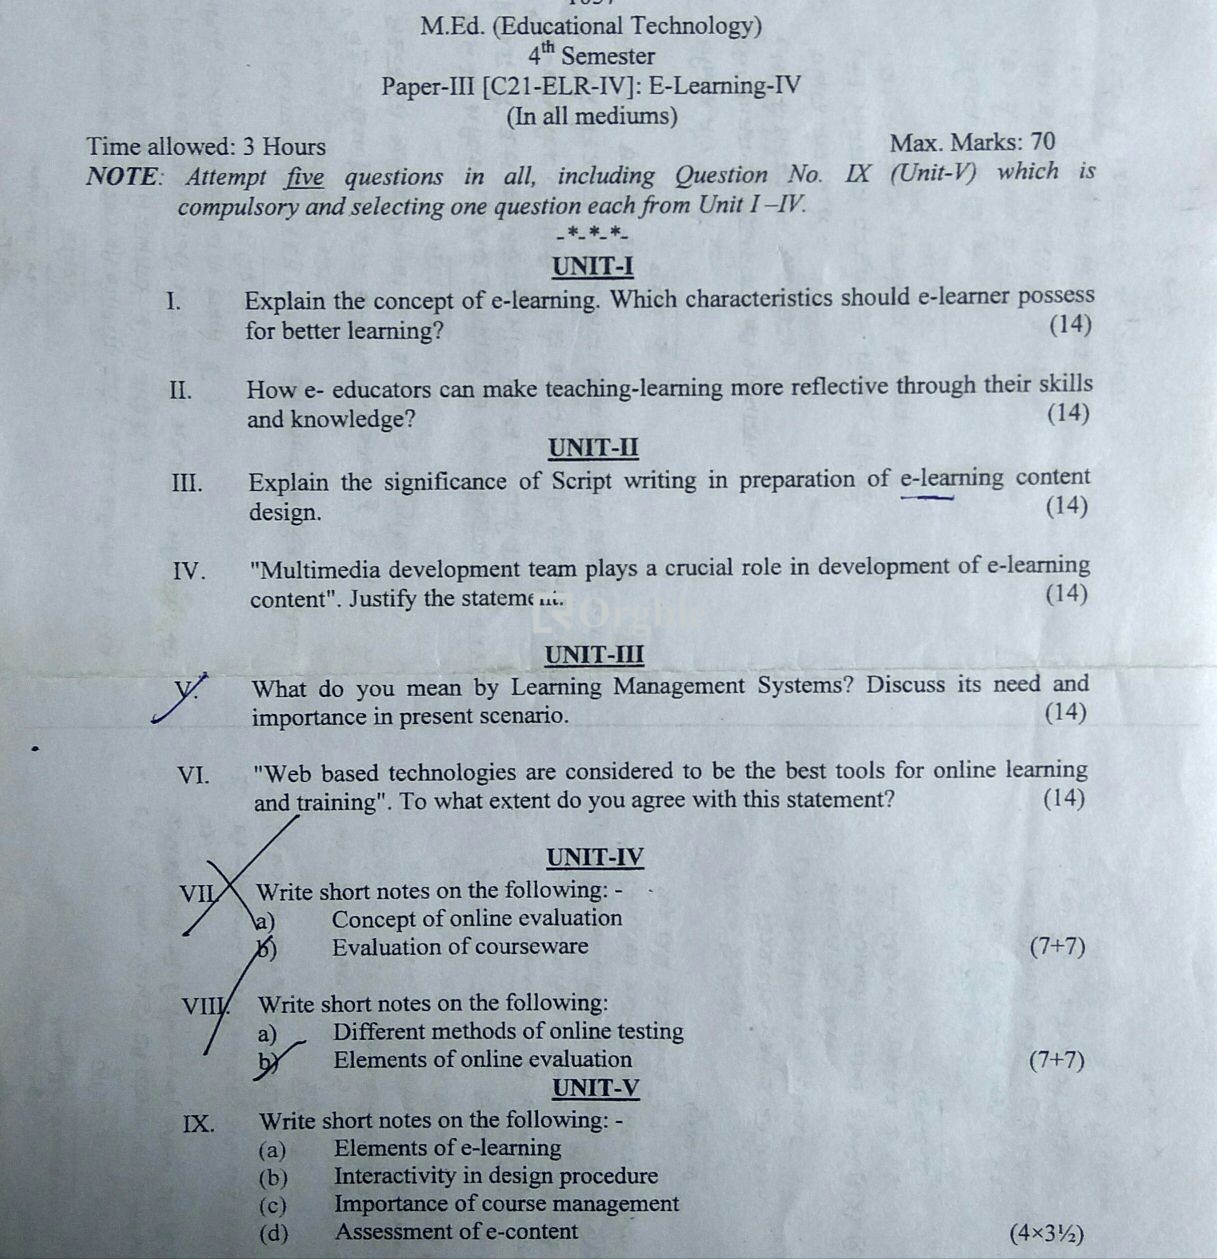 M.Ed. (Educational Technology)
4th Semester
Paper-III [C21-ELR-IV]: E-Learning-IV
(In all mediums)
Time allowed: 3 Hours Max. Marks: 70
NOTE: Attempt five questions in all, including Question No. IX (Unit-V) which is
compulsory and selecting one question each from Unit I –IV.
_*_*_*_
UNIT-I
I. Explain the concept of e-learning. Which characteristics should e-learner possess
for better learning? (14)
II. How e- educators can make teaching-learning more reflective through their skills
and knowledge? (14)
UNIT-II
III. Explain the significance of Script writing in preparation of e-learning content
design. (14)
IV. "Multimedia development team plays a crucial role in development of e-learning
content". Justify the statement. (14)
UNIT-III
V. What do you mean by Learning Management Systems? Discuss its need and
importance in present scenario. (14)
VI. "Web based technologies are considered to be the best tools for online learning
and training". To what extent do you agree with this statement? (14)
UNIT-IV
VII. Write short notes on the following: -
a) Concept of online evaluation
b) Evaluation of courseware (7+7)
VIII. Write short notes on the following:
a) Different methods of online testing
b) Elements of online evaluation (7+7)
UNIT-V
IX. Write short notes on the following: -
(a) Elements of e-learning
(b) Interactivity in design procedure
(c) Importance of course management
(d) Assessment of e-content (4×3½)